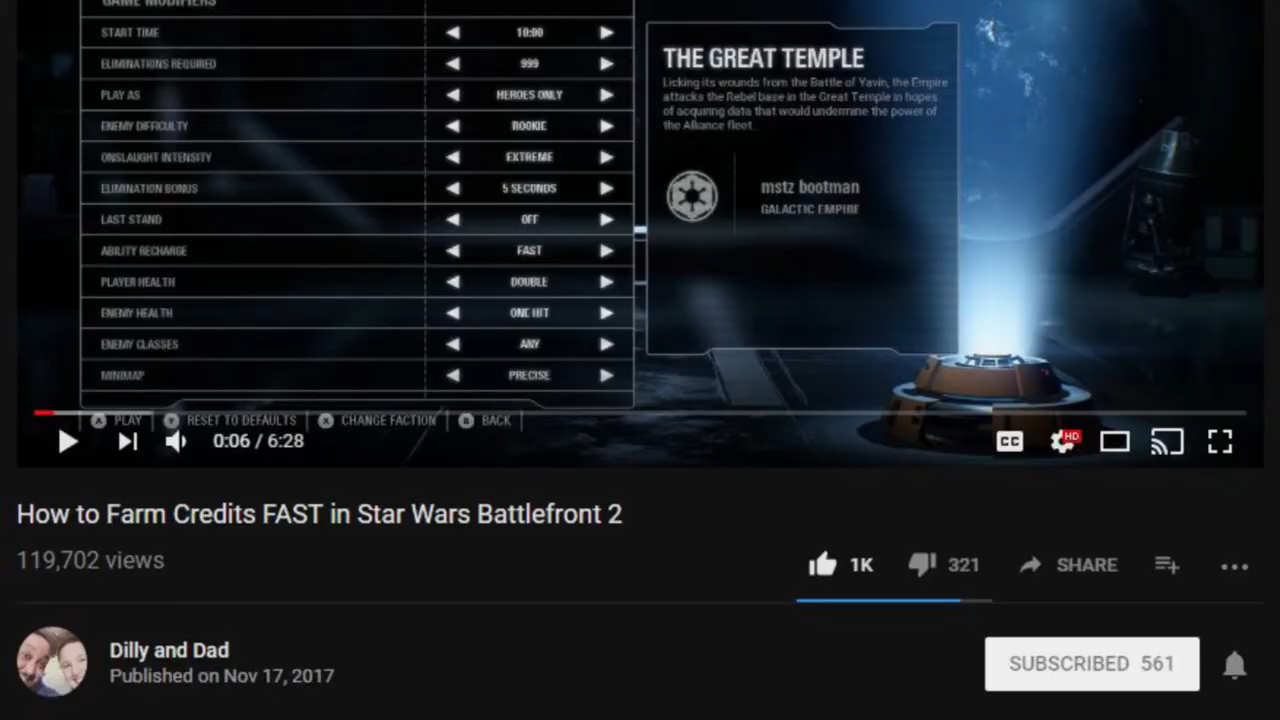 GAME MODIFIERS
START TIME 10:00
ELIMINATIONS REQUIRED 999
PLAY AS HEROES ONLY
ENEMY DIFFICULTY ROOKIE
ONSLAUGHT INTENSITY EXTREME
ELIMINATION BONUS 5 SECONDS
LAST STAND OFF
ABILITY RECHARGE FAST
PLAYER HEALTH DOUBLE
ENEMY HEALTH ONE HIT
ENEMY CLASSES ANY
MINIMAP PRECISE
THE GREAT TEMPLE
Licking its wounds from the Battle of Yavin, the Empire
attacks the Rebel base in the Great Temple in hopes
of acquiring data that would undermine the power of
the Alliance fleet.
mstz bootman
GALACTIC EMPIRE
A PLAY Y RESET TO DEFAULTS X CHANGE FACTION B BACK
0:06 / 6:28
CC HD
How to Farm Credits FAST in Star Wars Battlefront 2
119,702 views
1K 321 SHARE
Dilly and Dad
Published on Nov 17, 2017
SUBSCRIBED 561